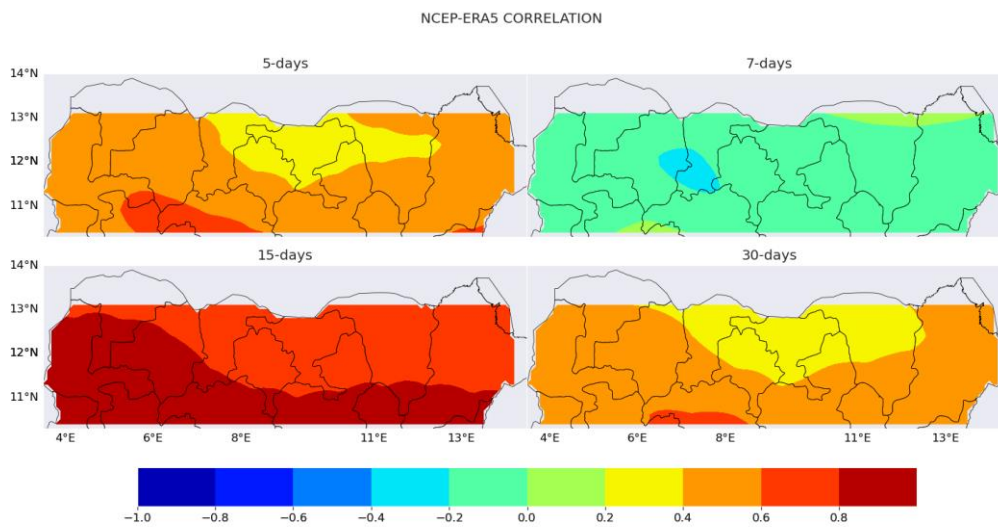 NCEP-ERA5 CORRELATION
5-days
7-days
14°N
13°N
12°N
11°N
15-days
30-days
14°N
13°N
12°N
11°N
4°E 6°E 8°E 11°E 13°E 4°E 6°E 8°E 11°E 13°E
−1.0 −0.8 −0.6 −0.4 −0.2 0.0 0.2 0.4 0.6 0.8